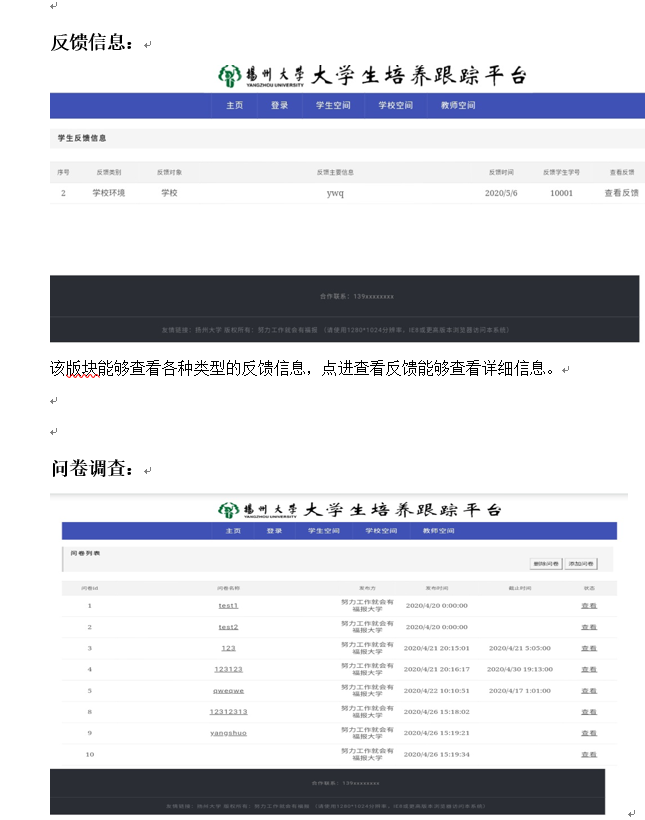 反馈信息：
扬州大学 大学生培养跟踪平台
YANGZHOU UNIVERSITY
主页 登录 学生空间 学校空间 教师空间
学生反馈信息
序号 反馈类别 反馈对象 反馈主要信息 反馈时间 反馈学生学号 查看反馈
2 学校环境 学校 ywq 2020/5/6 10001 查看反馈
合作联系：139xxxxxxxx
友情链接：扬州大学 版权所有：努力工作就会有福报 （请使用1280*1024分辨率，IE8或更高版本浏览器访问本系统）
该版块能够查看各种类型的反馈信息，点进查看反馈能够查看详细信息。
问卷调查：
扬州大学 大学生培养跟踪平台
YANGZHOU UNIVERSITY
主页 登录 学生空间 学校空间 教师空间
问卷列表
删除问卷 添加问卷
问卷id 问卷名称 发布方 发布时间 截止时间 状态
1 test1 努力工作就会有福报大学 2020/4/20 0:00:00 查看
2 test2 努力工作就会有福报大学 2020/4/20 0:00:00 查看
3 123 努力工作就会有福报大学 2020/4/21 20:15:01 2020/4/21 5:05:00 查看
4 123123 努力工作就会有福报大学 2020/4/21 20:16:17 2020/4/30 19:13:00 查看
5 qweqwe 努力工作就会有福报大学 2020/4/22 10:10:51 2020/4/17 1:01:00 查看
8 12312313 努力工作就会有福报大学 2020/4/26 15:18:02 查看
9 yangshuo 努力工作就会有福报大学 2020/4/26 15:19:21 查看
10 努力工作就会有福报大学 2020/4/26 15:19:34 查看
合作联系：139xxxxxxxx
友情链接：扬州大学 版权所有：努力工作就会有福报 （请使用1280*1024分辨率，IE8或更高版本浏览器访问本系统）